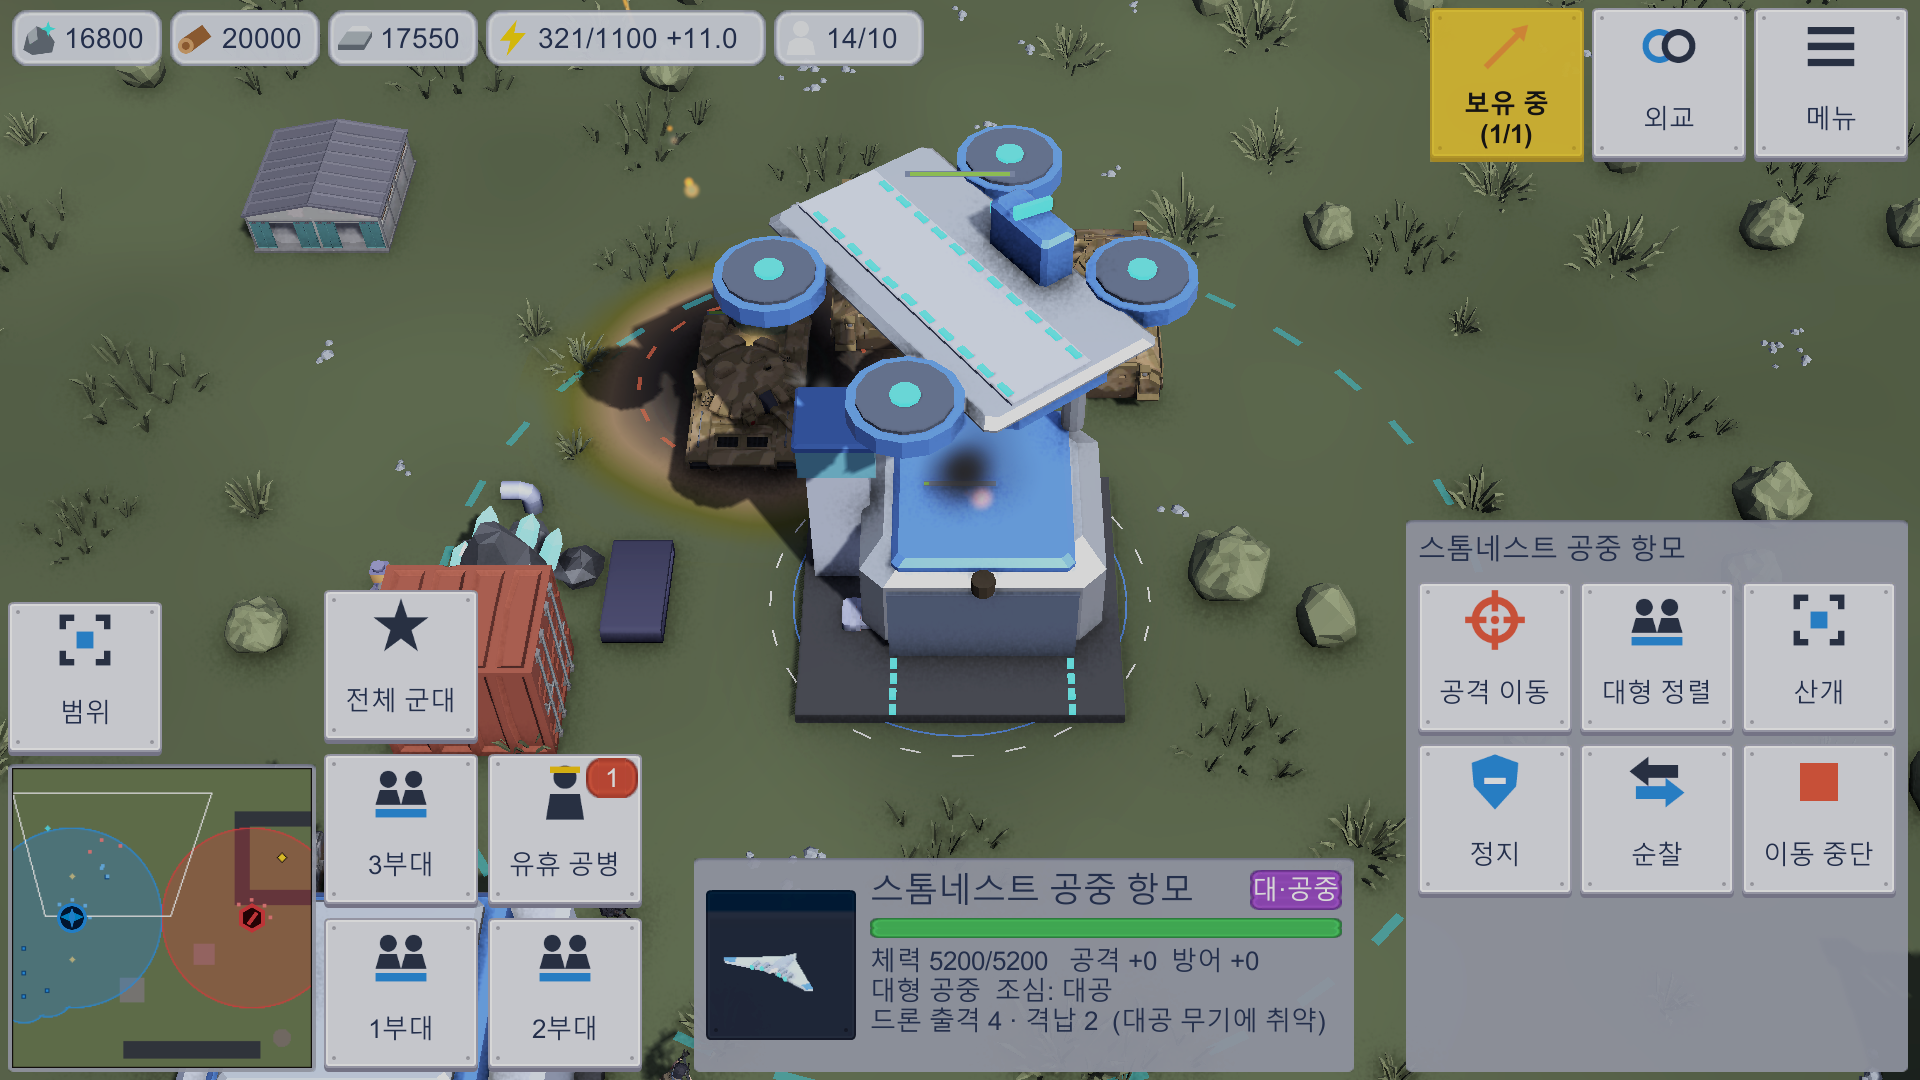 16800
20000
17550
321/1100 +11.0
14/10
보유 중
(1/1)
외교
메뉴
스톰네스트 공중 항모
공격 이동
대형 정렬
산개
정지
순찰
이동 중단
범위
전체 군대
3부대
유휴 공병
1
1부대
2부대
스톰네스트 공중 항모
대·공중
체력 5200/5200 공격 +0 방어 +0
대형 공중 조심: 대공
드론 출격 4 · 격납 2 (대공 무기에 취약)